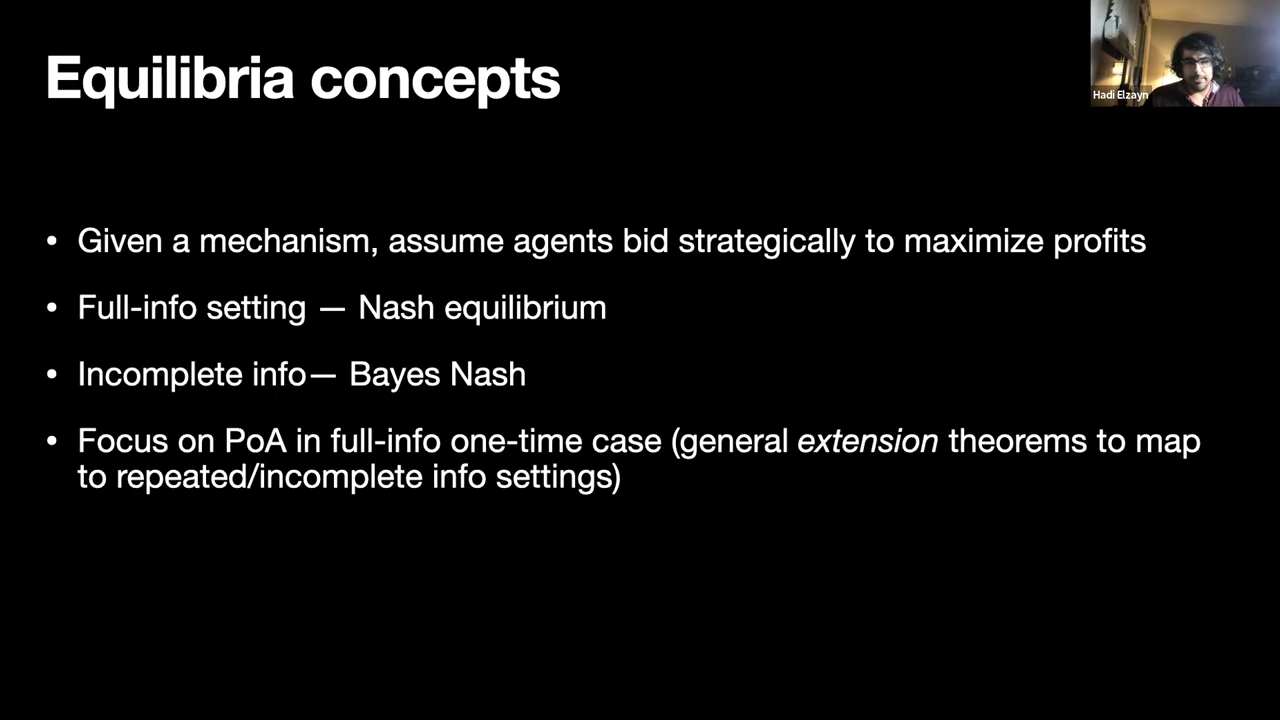 Equilibria concepts
Hadi Elzayn
• Given a mechanism, assume agents bid strategically to maximize profits
• Full-info setting — Nash equilibrium
• Incomplete info— Bayes Nash
• Focus on PoA in full-info one-time case (general extension theorems to map
to repeated/incomplete info settings)